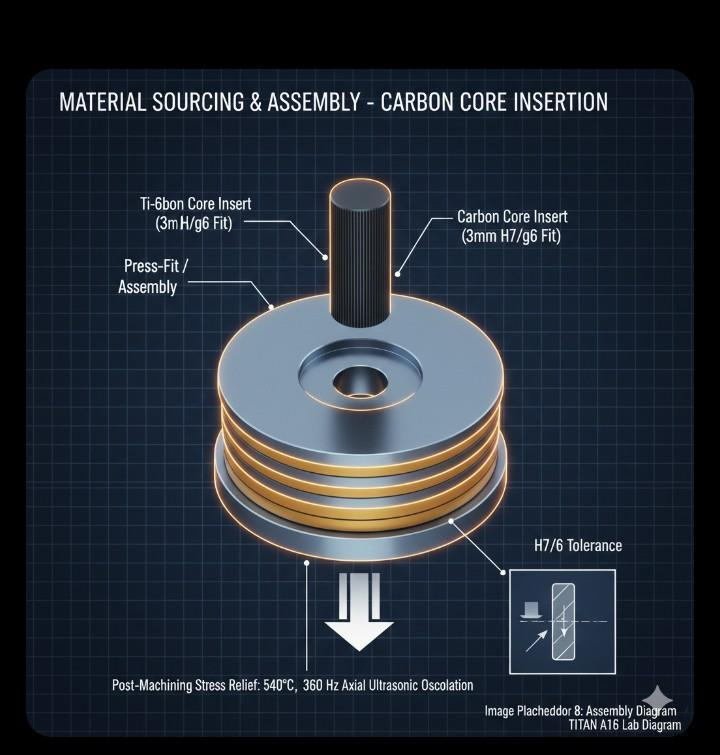 MATERIAL SOURCING & ASSEMBLY - CARBON CORE INSERTION
Ti-6bon Core Insert
(3mH/g6 Fit)
Carbon Core Insert
(3mm H7/g6 Fit)
Press-Fit /
Assembly
H7/6 Tolerance
Post-Machining Stress Relief: 540°C, 360 Hz Axial Ultrasonic Oscolation
Image Placheddor 8: Assembly Diagram
TITAN A16 Lab Diagram